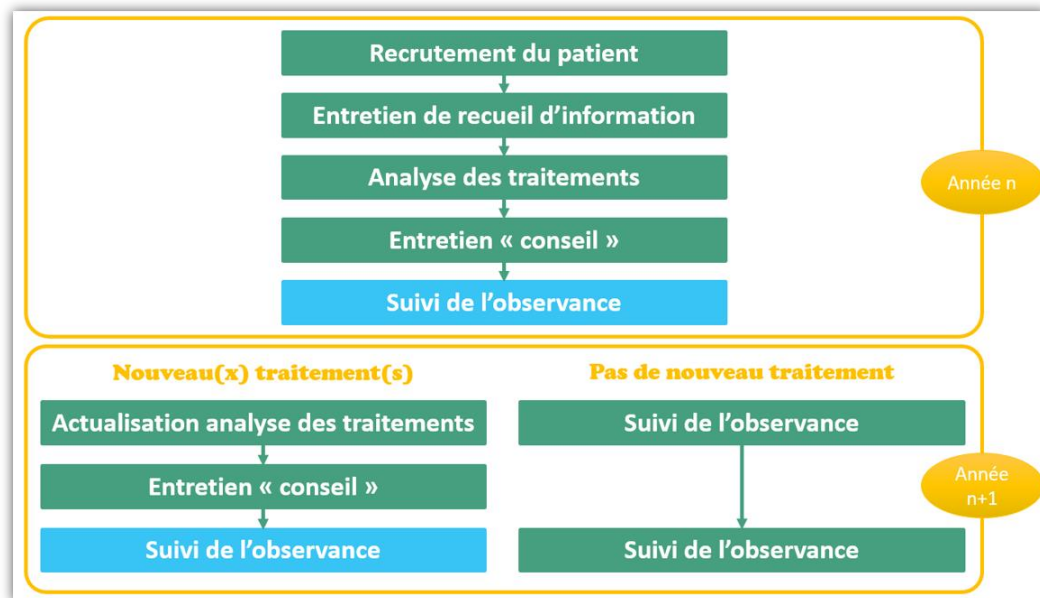 Recrutement du patient
Entretien de recueil d'information
Analyse des traitements
Année n
Entretien « conseil »
Suivi de l'observance
Nouveau(x) traitement(s)
Pas de nouveau traitement
Actualisation analyse des traitements
Suivi de l'observance
Entretien « conseil »
Année
n+1
Suivi de l'observance
Suivi de l'observance